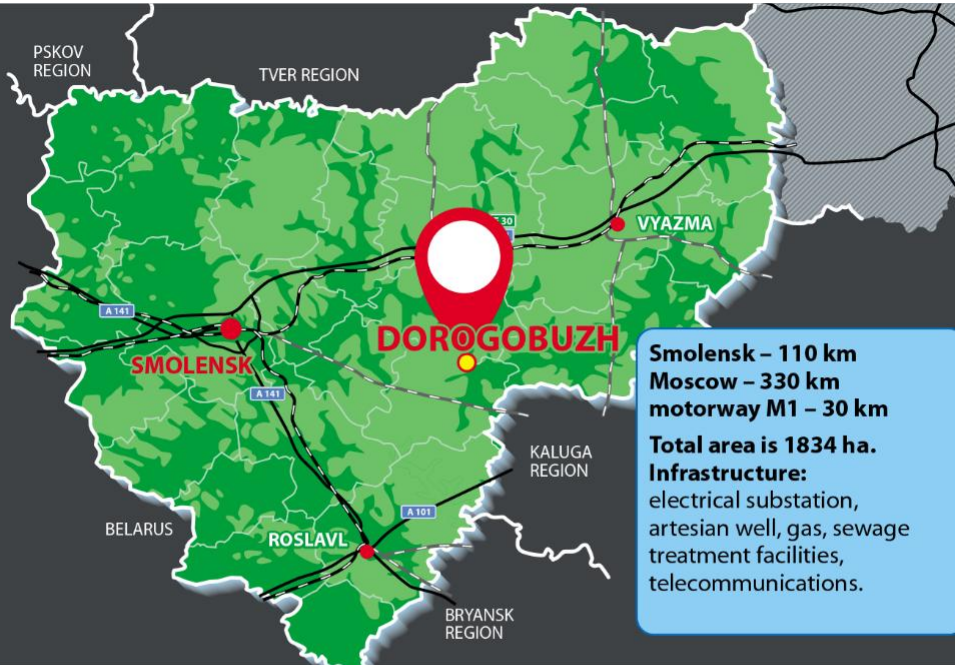 PSKOV
REGION
TVER REGION
E 30
VYAZMA
A 141
DOROGOBUZH
SMOLENSK
A 141
Smolensk – 110 km
Moscow – 330 km
motorway M1 – 30 km
Total area is 1834 ha.
Infrastructure:
electrical substation,
artesian well, gas, sewage
treatment facilities,
telecommunications.
KALUGA
REGION
A 101
BELARUS
ROSLAVL
BRYANSK
REGION